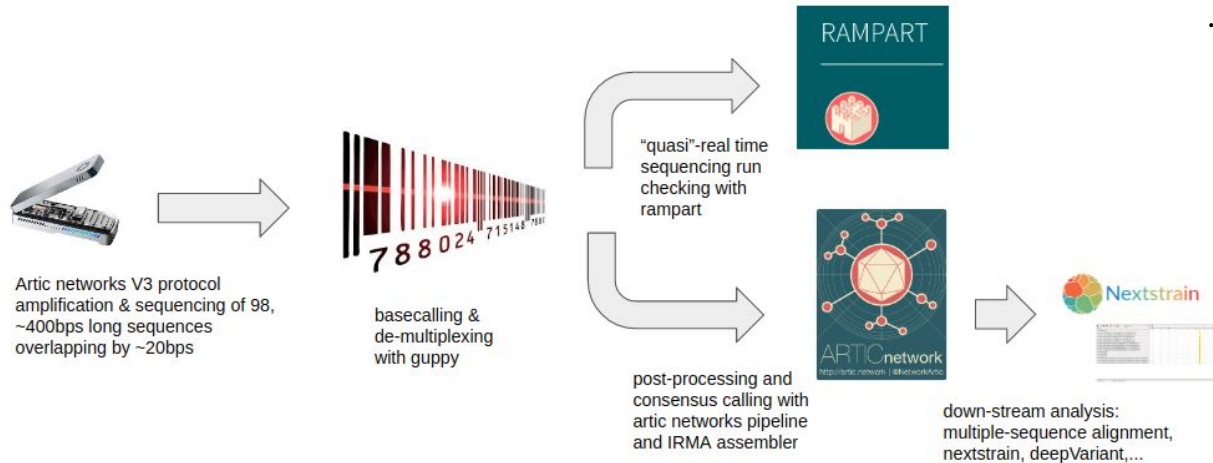 RAMPART
"quasi"-real time
sequencing run
checking with
rampart
788024 715148
Artic networks V3 protocol
amplification & sequencing of 98,
~400bps long sequences
overlapping by ~20bps
basecalling &
de-multiplexing
with guppy
ARTICnetwork
http://artic.network | @NetworkArtic
post-processing and
consensus calling with
artic networks pipeline
and IRMA assembler
Nextstrain
down-stream analysis:
multiple-sequence alignment,
nextstrain, deepVariant,...